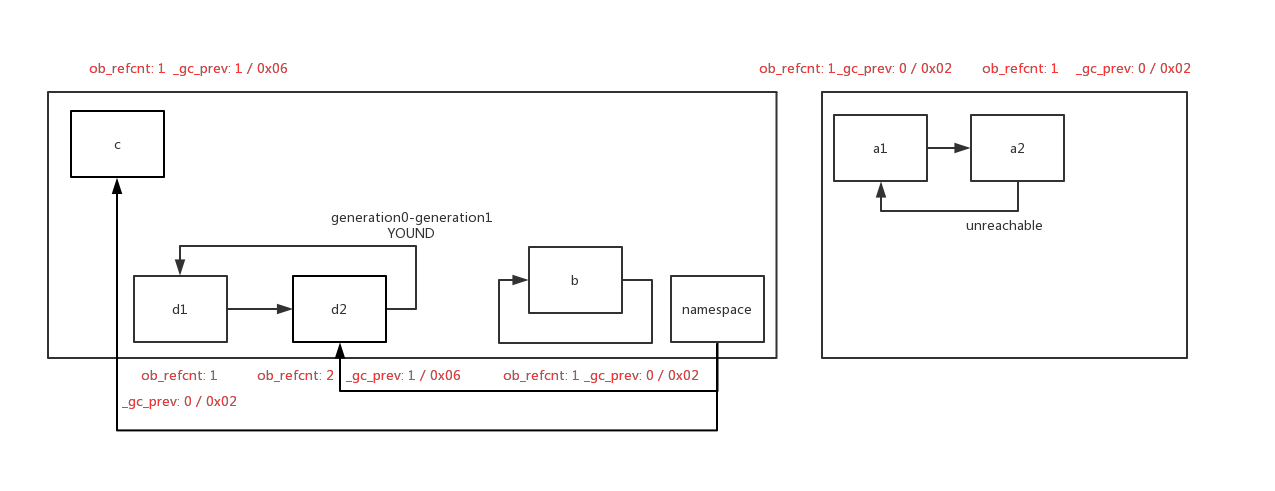 ob_refcnt: 1 _gc_prev: 1 / 0x06
ob_refcnt: 1 _gc_prev: 0 / 0x02
ob_refcnt: 1 _gc_prev: 0 / 0x02
c
a1
a2
generation0-generation1
YOUND
unreachable
d1
d2
b
namespace
ob_refcnt: 1
_gc_prev: 0 / 0x02
ob_refcnt: 2 _gc_prev: 1 / 0x06
ob_refcnt: 1 _gc_prev: 0 / 0x02